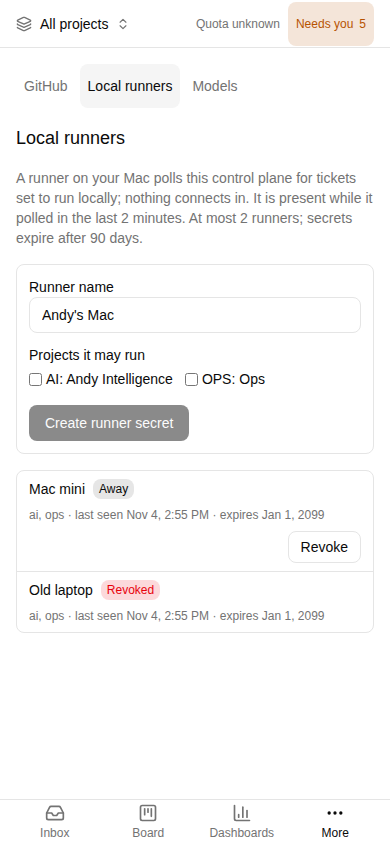 All projects
Quota unknown
Needs you 5
GitHub
Local runners
Models
Local runners
A runner on your Mac polls this control plane for tickets
set to run locally; nothing connects in. It is present while it
polled in the last 2 minutes. At most 2 runners; secrets
expire after 90 days.
Runner name
Andy's Mac
Projects it may run
AI: Andy Intelligence
OPS: Ops
Create runner secret
Mac mini
Away
ai, ops · last seen Nov 4, 2:55 PM · expires Jan 1, 2099
Revoke
Old laptop
Revoked
ai, ops · last seen Nov 4, 2:55 PM · expires Jan 1, 2099
Inbox
Board
Dashboards
More